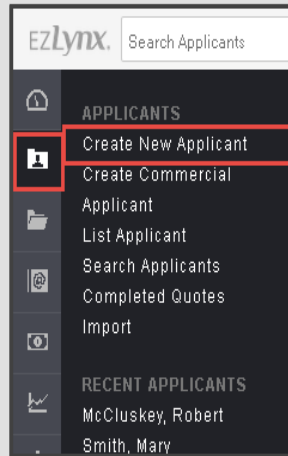 EZLynx. Search Applicants
APPLICANTS
Create New Applicant
Create Commercial
Applicant
List Applicant
Search Applicants
Completed Quotes
Import
RECENT APPLICANTS
McCluskey, Robert
Smith, Mary